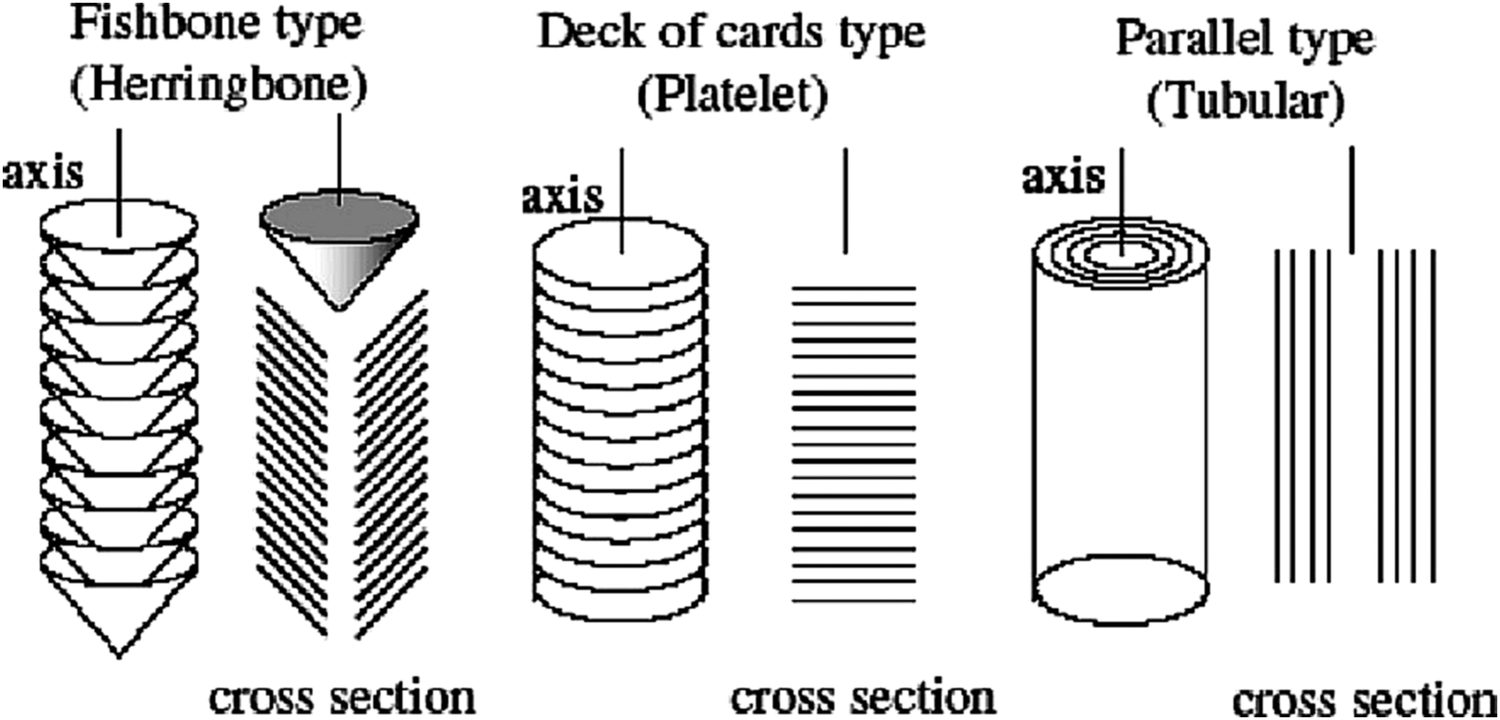 Fishbone type
(Herringbone)
axis
cross section
Deck of cards type
(Platelet)
axis
cross section
Parallel type
(Tubular)
axis
cross section